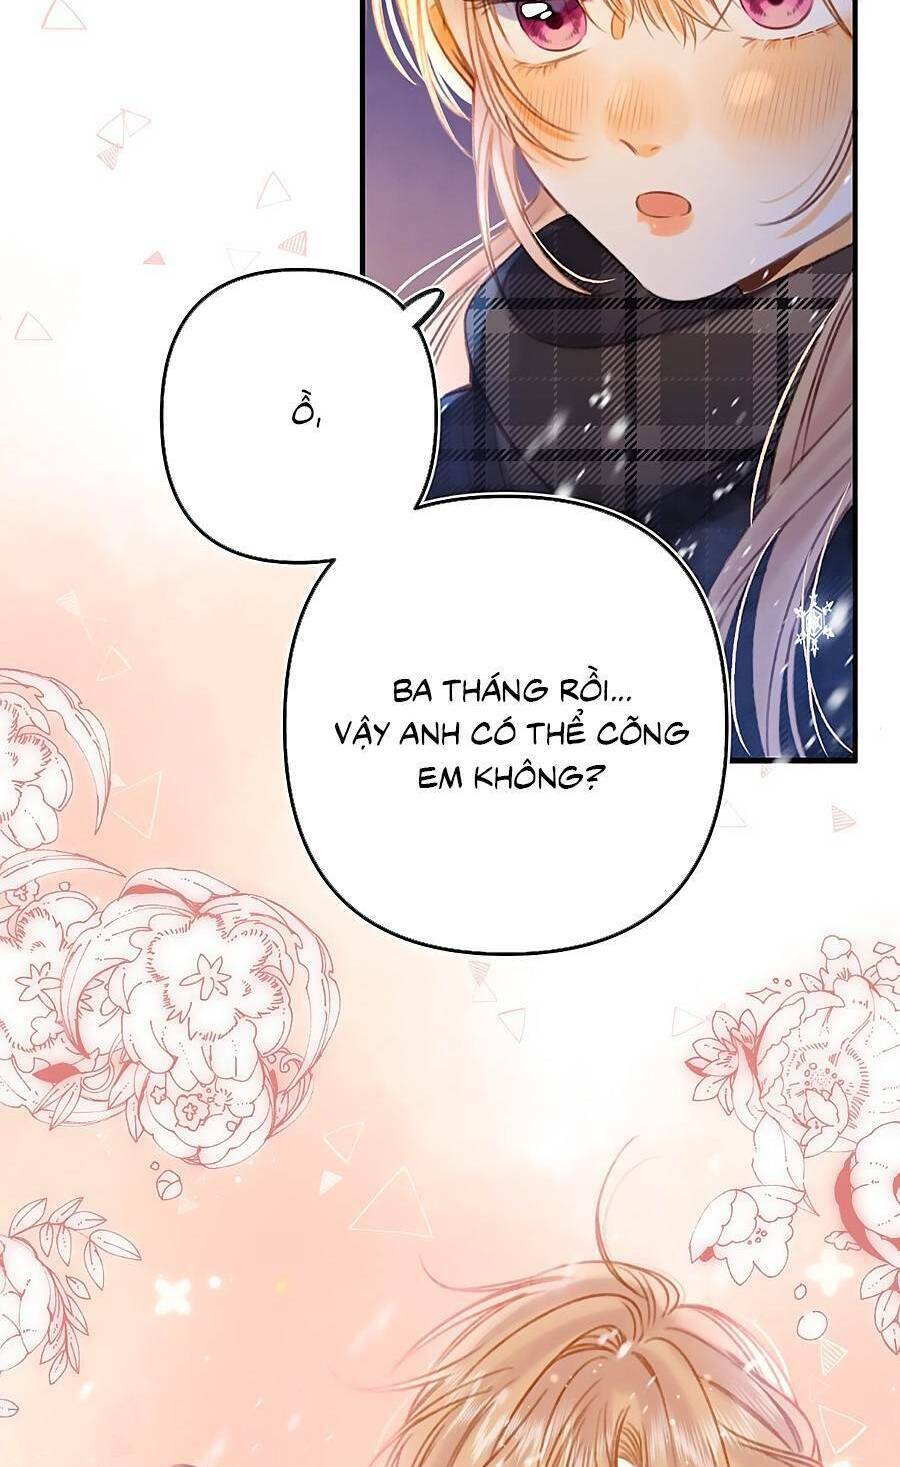 Ồ,
BA THÁNG RỒI...
VẬY ANH CÓ THỂ CÕNG
EM KHÔNG?